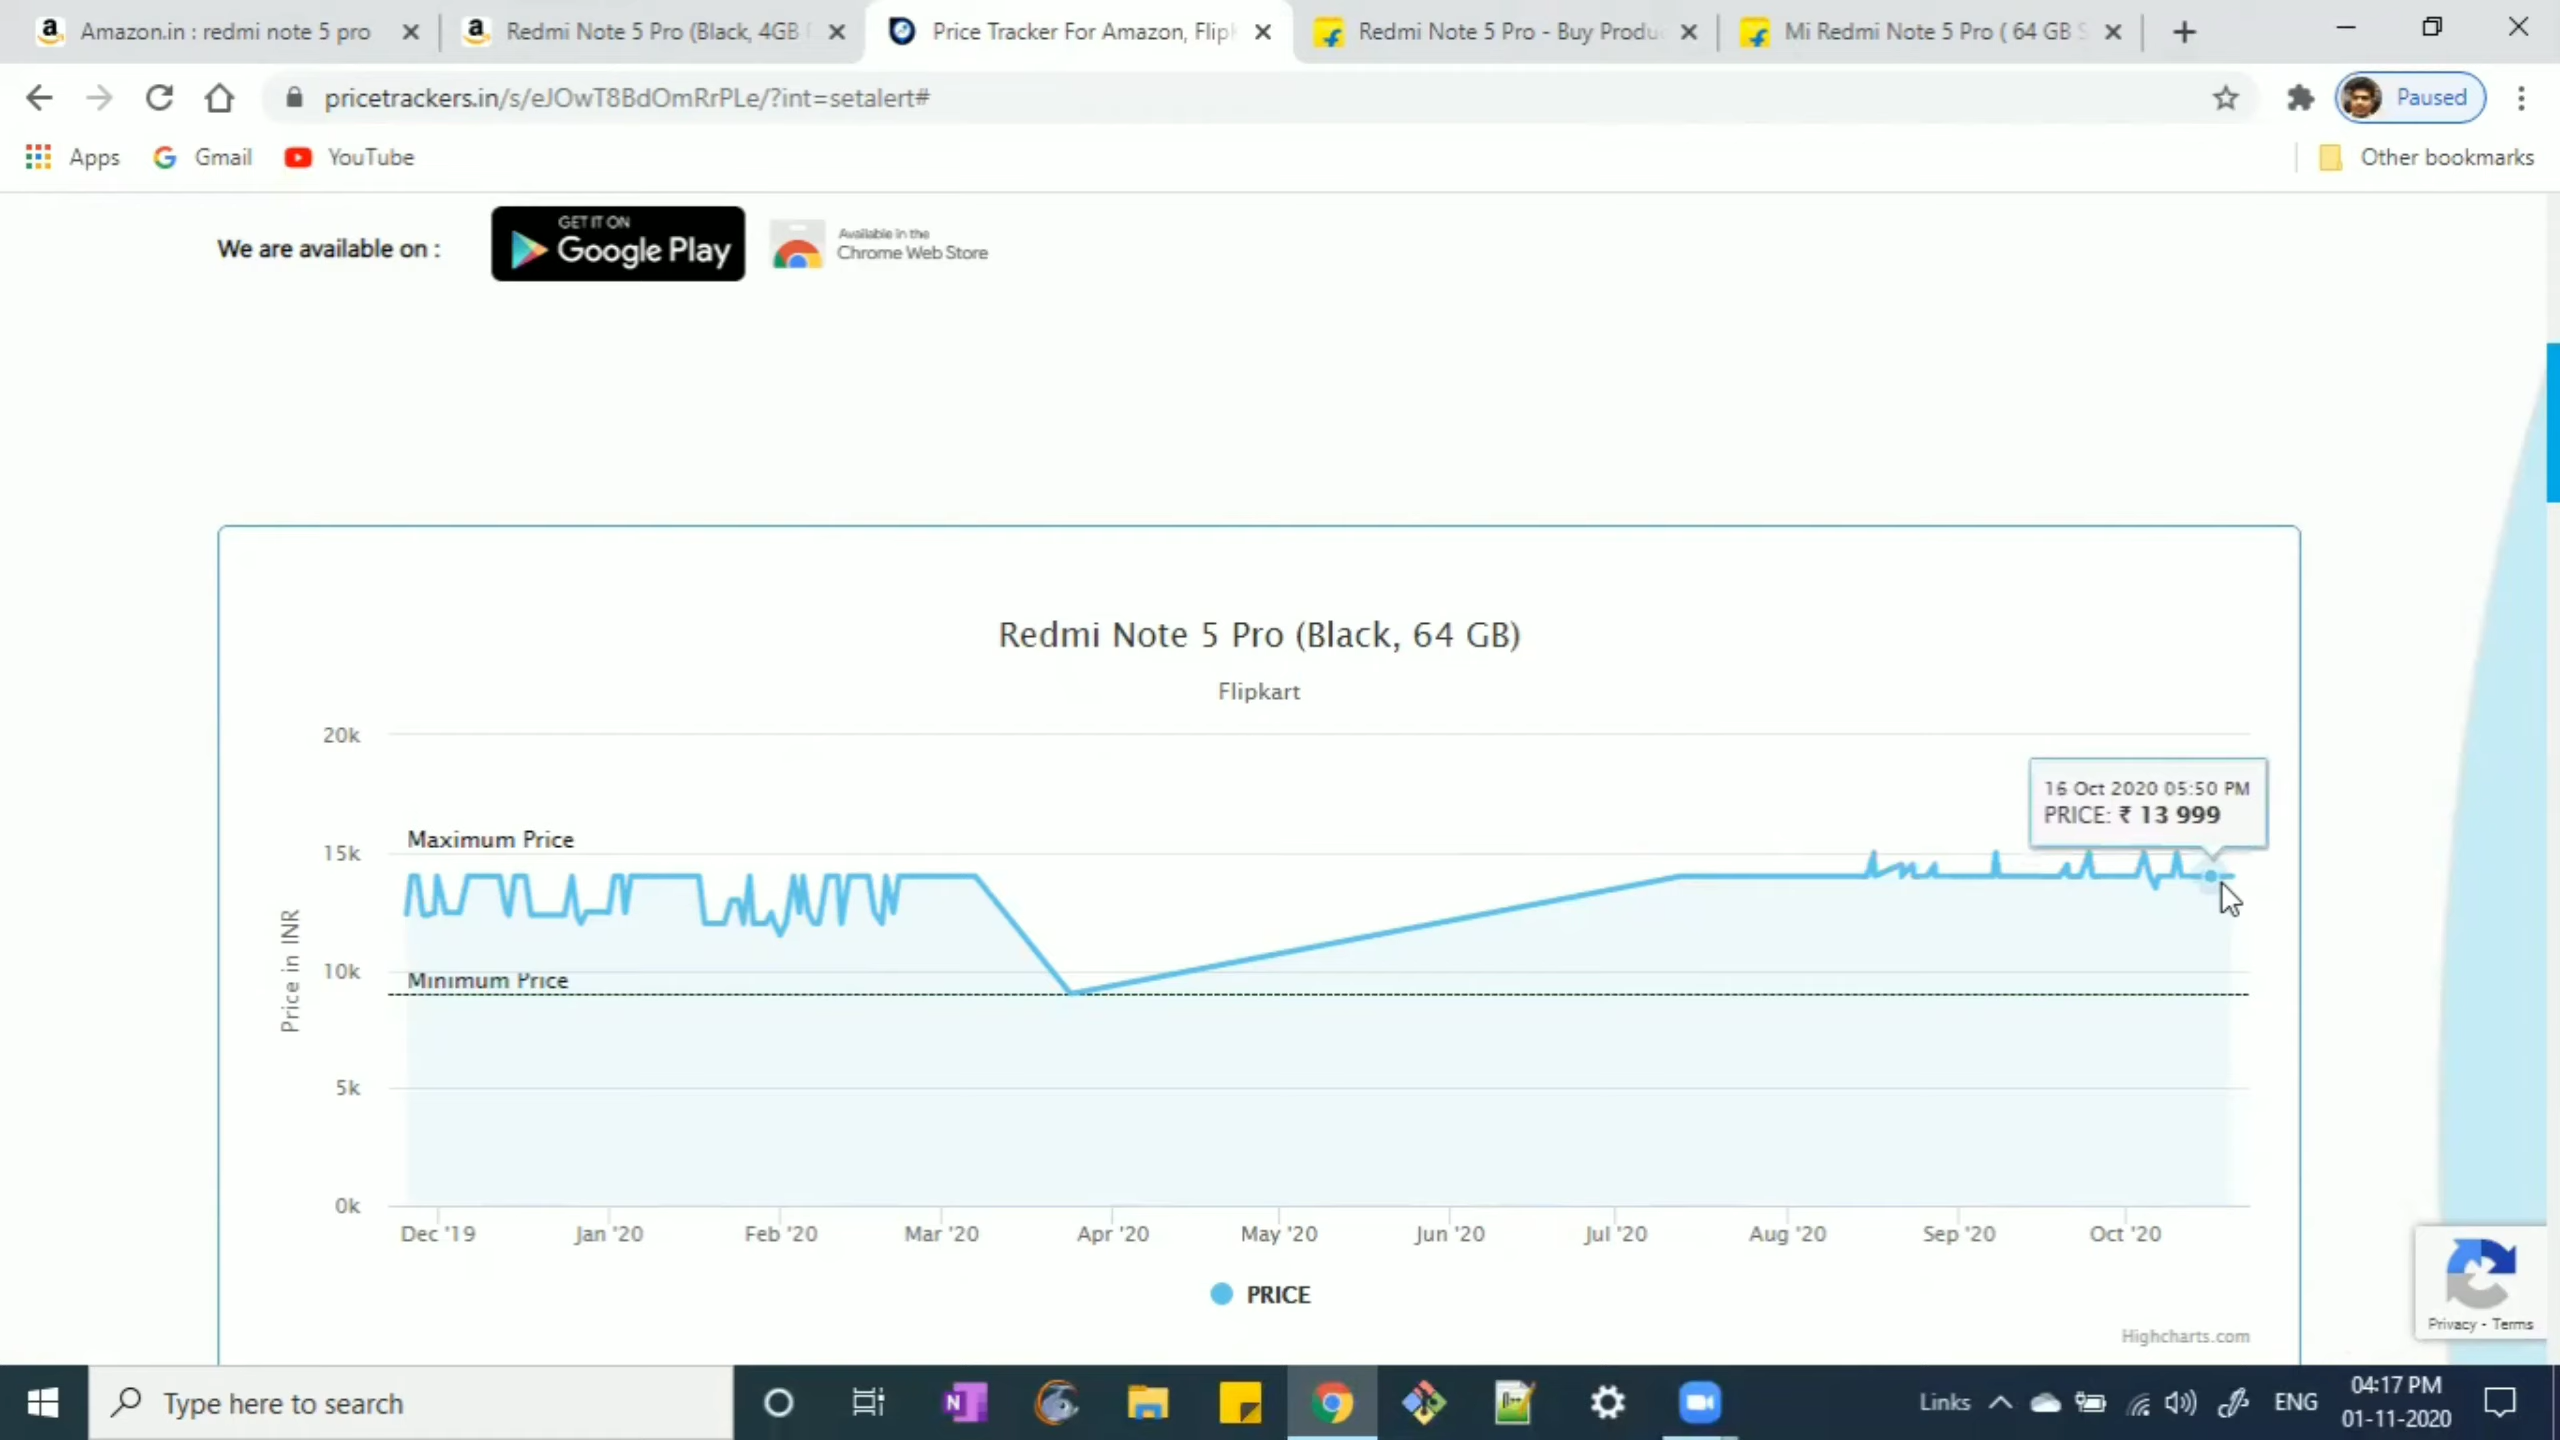 Amazon.in : redmi note 5 pro
Redmi Note 5 Pro (Black, 4GB
Price Tracker For Amazon, Flip
Redmi Note 5 Pro - Buy Produ
Mi Redmi Note 5 Pro ( 64 GB S
pricetrackers.in/s/eJOwT8BdOmRrPLe/?int=setalert#
Paused
Apps
Gmail
YouTube
Other bookmarks
We are available on :
GET IT ON
Google Play
Available in the
Chrome Web Store
Redmi Note 5 Pro (Black, 64 GB)
Flipkart
Price in INR
20k
15k
10k
5k
0k
Maximum Price
Minimum Price
16 Oct 2020 05:50 PM
PRICE: ₹ 13 999
Dec '19
Jan '20
Feb '20
Mar '20
Apr '20
May '20
Jun '20
Jul '20
Aug '20
Sep '20
Oct '20
PRICE
Highcharts.com
Privacy - Terms
Type here to search
Links
ENG
04:17 PM
01-11-2020